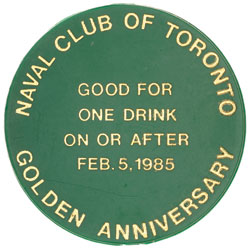 NAVAL CLUB OF TORONTO
GOOD FOR
ONE DRINK
ON OR AFTER
FEB. 5, 1985
GOLDEN ANNIVERSARY